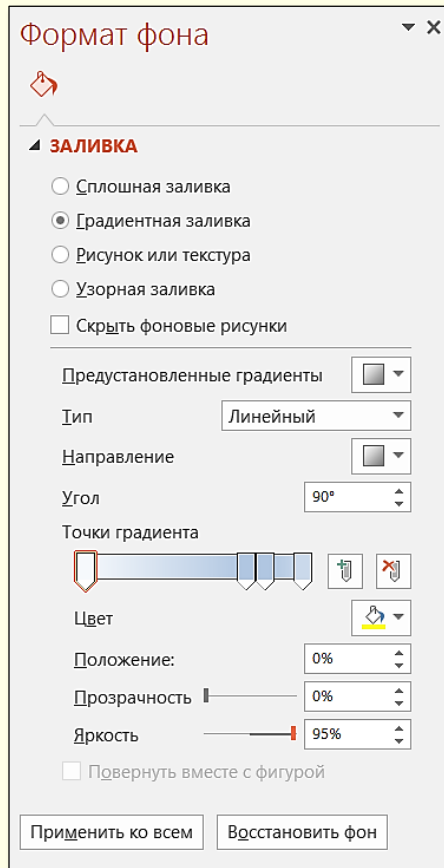 Формат фона
ЗАЛИВКА
Сплошная заливка
Градиентная заливка
Рисунок или текстура
Узорная заливка
Скрыть фоновые рисунки
Предустановленные градиенты
Тип Линейный
Направление
Угол 90°
Точки градиента
Цвет
Положение: 0%
Прозрачность 0%
Яркость 95%
Повернуть вместе с фигурой
Применить ко всем Восстановить фон